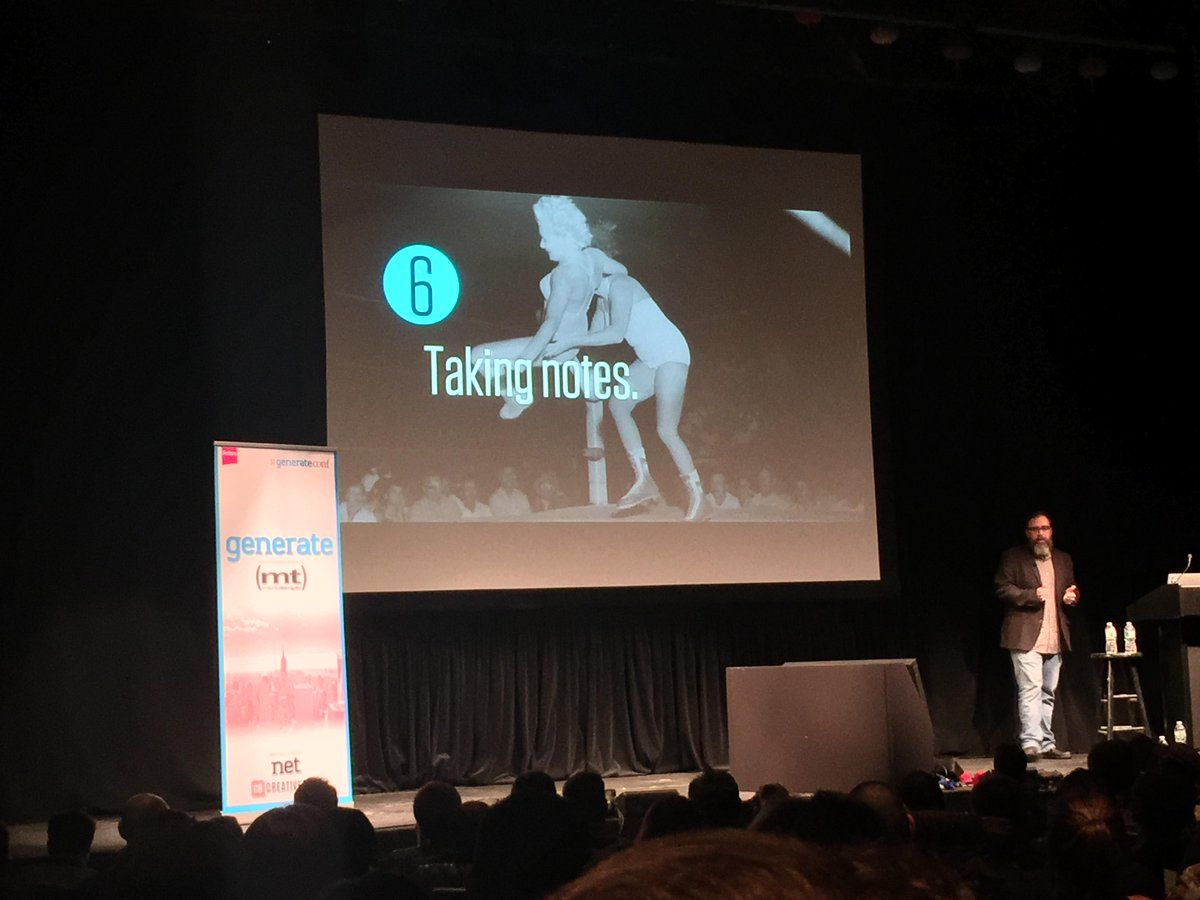 6
Taking notes.
#generateconf
generate
(mt)
net
CREATIVE